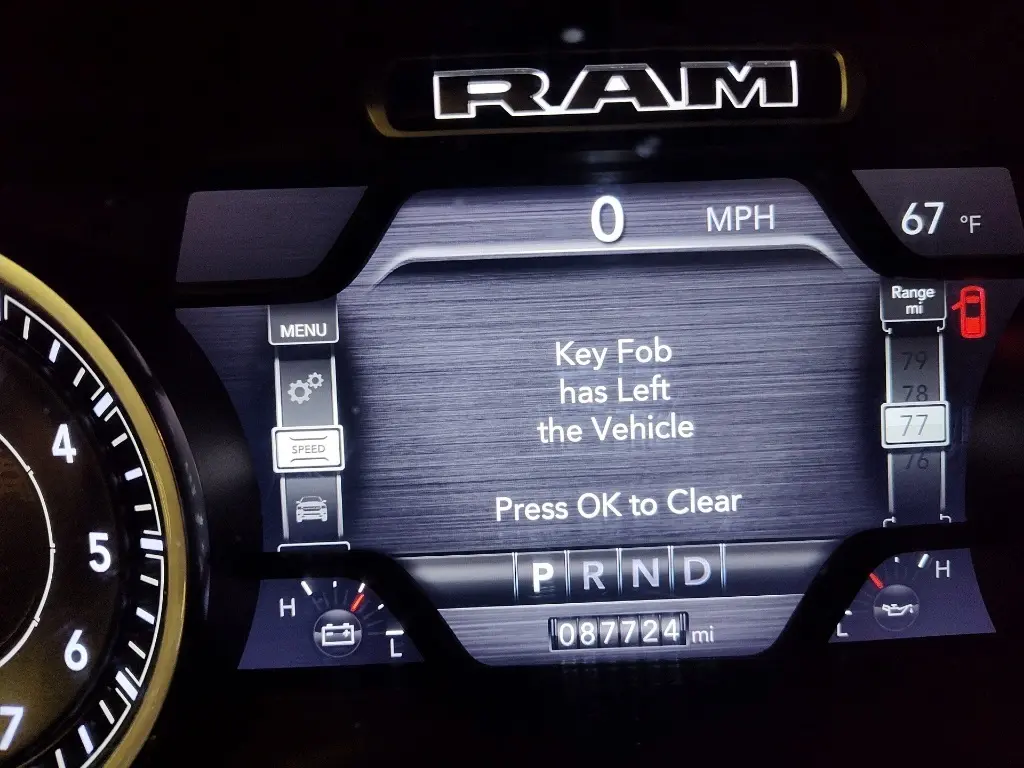 RAM
0 MPH
67 °F
Range
mi
MENU
79
78
77
76
SPEED
Key Fob
has Left
the Vehicle
Press OK to Clear
P R N D
087724 mi
H
L
H
L
4
5
6
7